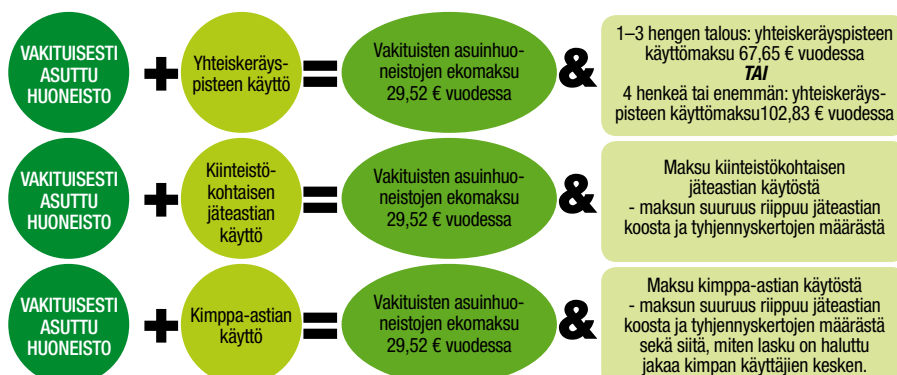 VAKITUISESTI
ASUTTU
HUONEISTO
+
Yhteiskeräys-
pisteen käyttö
=
Vakituisten asuinhuo-
neistojen ekomaksu
29,52 € vuodessa
&
1–3 hengen talous: yhteiskeräyspisteen
käyttömaksu 67,65 € vuodessa
TAI
4 henkeä tai enemmän: yhteiskeräys-
pisteen käyttömaksu102,83 € vuodessa
VAKITUISESTI
ASUTTU
HUONEISTO
+
Kiinteistö-
kohtaisen
jäteastian
käyttö
=
Vakituisten asuinhuo-
neistojen ekomaksu
29,52 € vuodessa
&
Maksu kiinteistökohtaisen
jäteastian käytöstä
- maksun suuruus riippuu jäteastian
koosta ja tyhjennyskertojen määrästä
VAKITUISESTI
ASUTTU
HUONEISTO
+
Kimppa-astian
käyttö
=
Vakituisten asuinhuo-
neistojen ekomaksu
29,52 € vuodessa
&
Maksu kimppa-astian käytöstä
- maksun suuruus riippuu jäteastian
koosta ja tyhjennyskertojen määrästä
sekä siitä, miten lasku on haluttu
jakaa kimpan käyttäjien kesken.